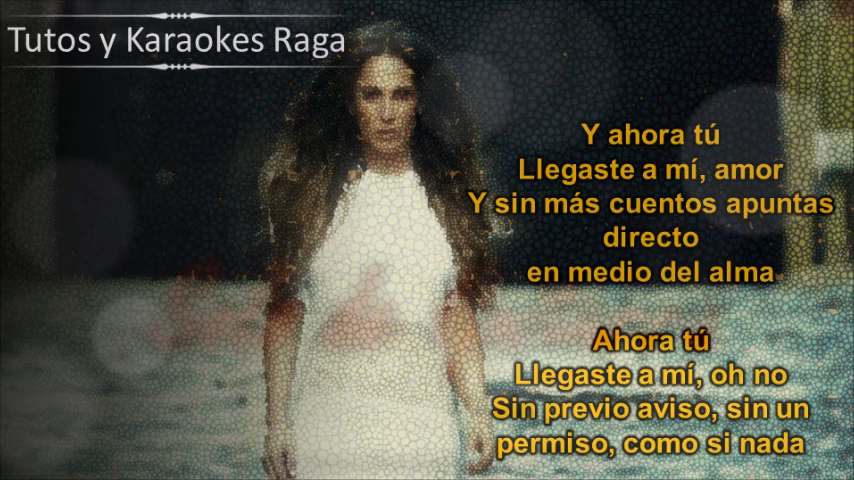 Tutos y Karaokes Raga
Y ahora tú
Llegaste a mí, amor
Y sin más cuentos apuntas
directo
en medio del alma
Ahora tú
Llegaste a mí, oh no
Sin previo aviso, sin un
permiso, como si nada